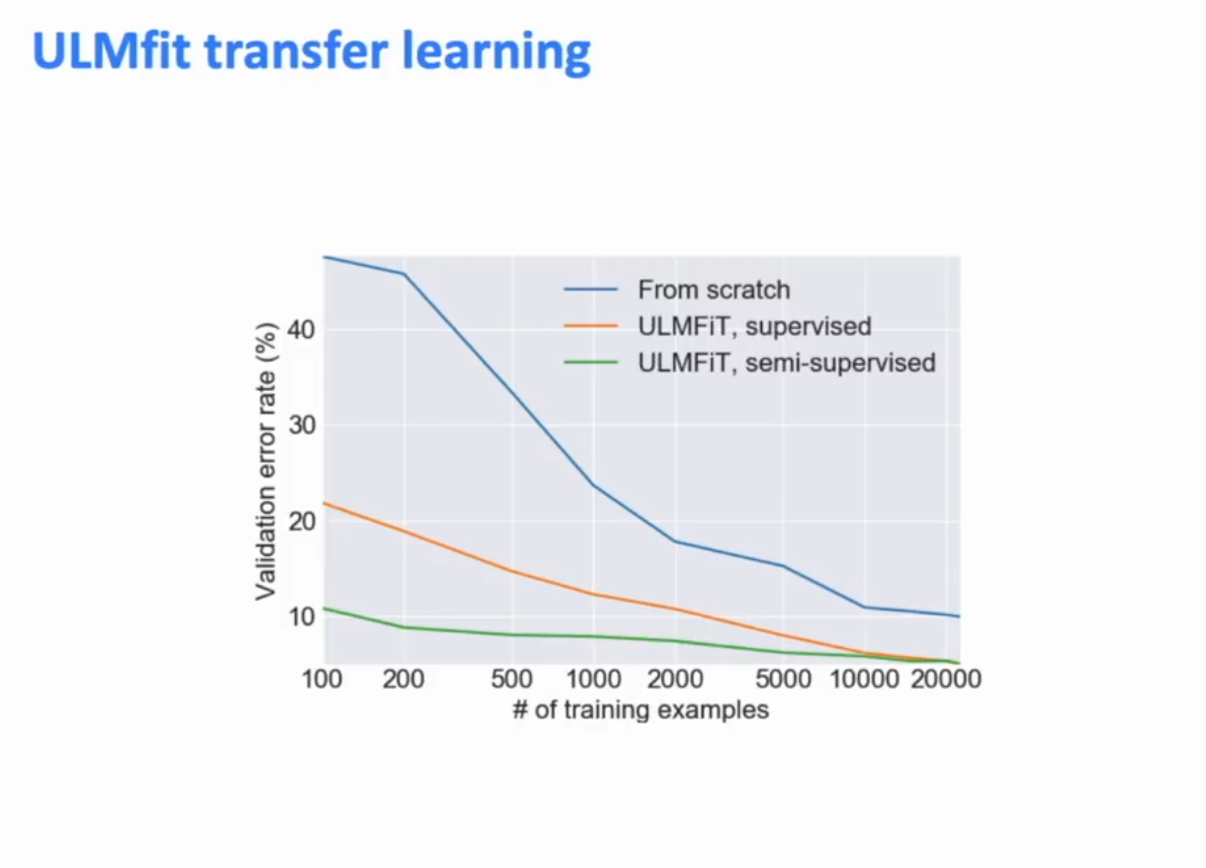 ULMfit transfer learning
From scratch
ULMFiT, supervised
ULMFiT, semi-supervised
Validation error rate (%)
40
30
20
10
100 200 500 1000 2000 5000 10000 20000
# of training examples